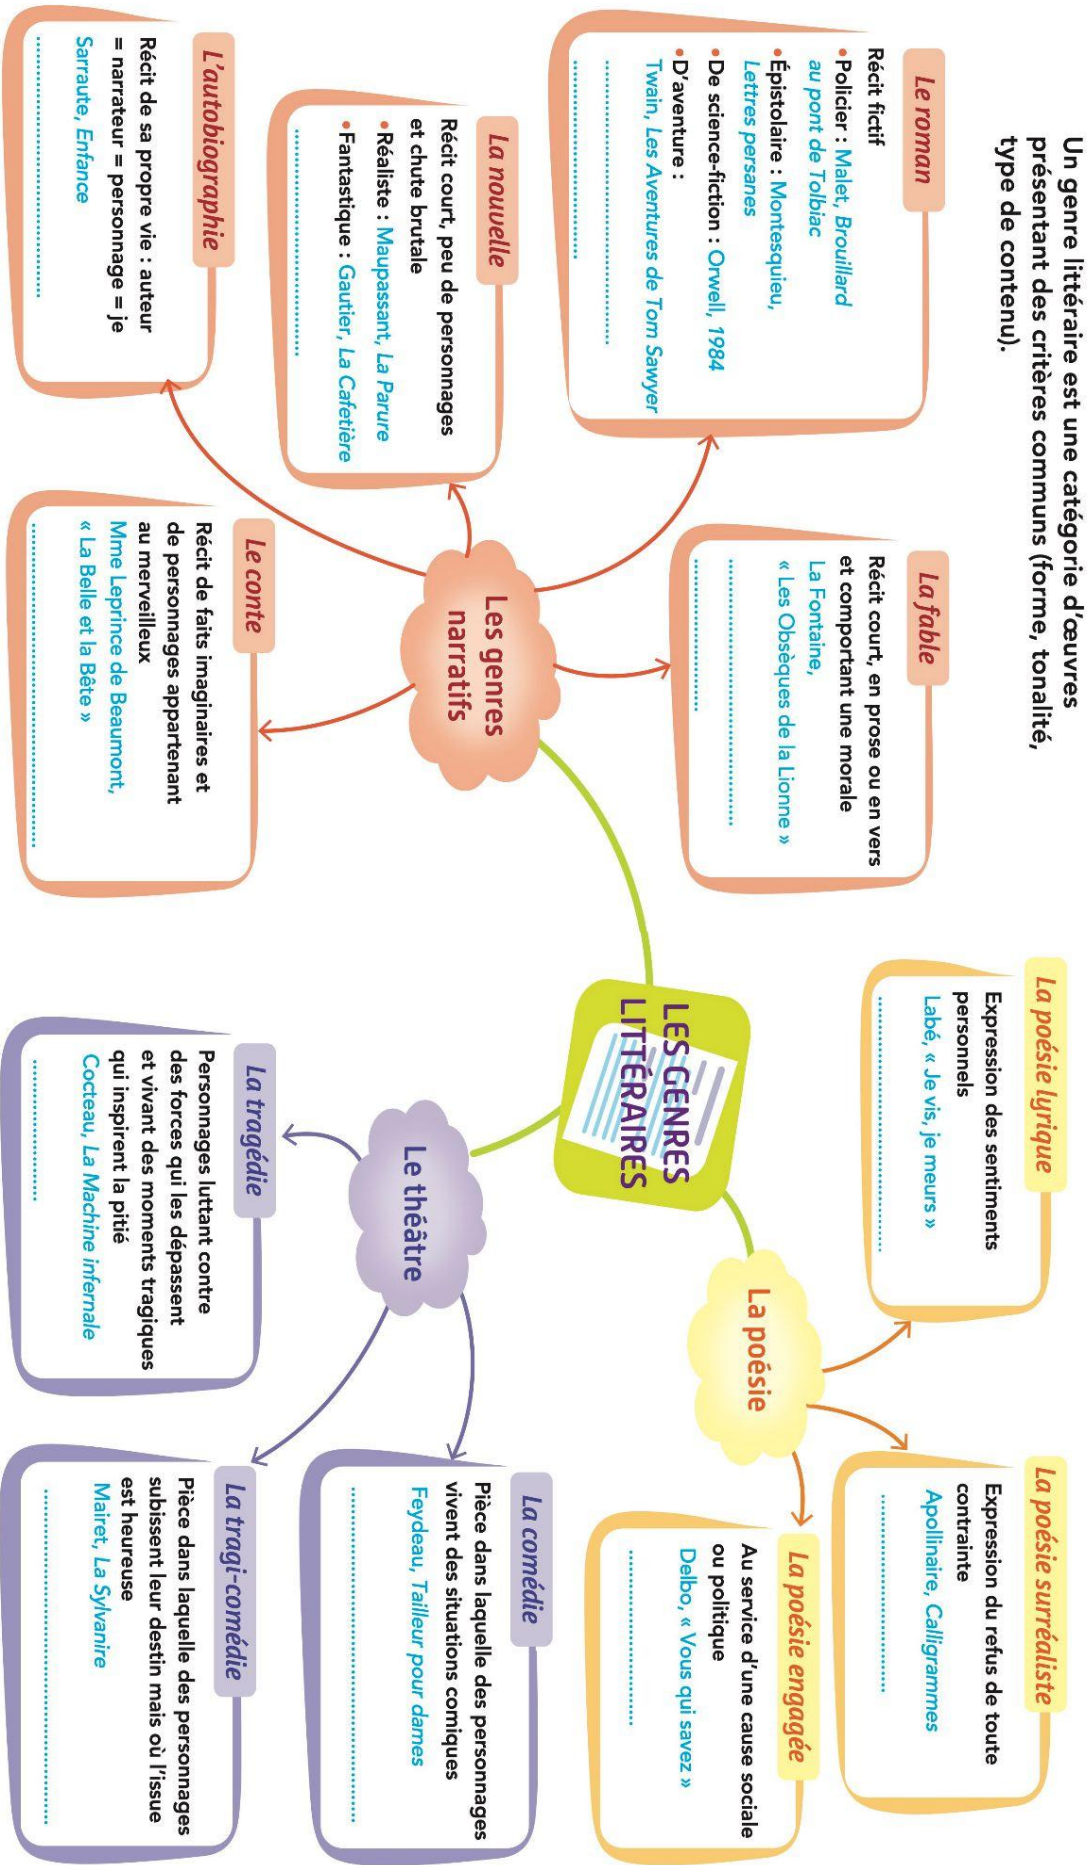 Un genre littéraire est une catégorie d'œuvres
présentant des critères communs (forme, tonalité,
type de contenu).
Le roman
Récit fictif
• Policier : Malet, Brouillard
au pont de Tolbiac
• Épistolaire : Montesquieu,
Lettres persanes
• De science-fiction : Orwell, 1984
• D'aventure :
Twain, Les Aventures de Tom Sawyer
La fable
Récit court, en prose ou en vers
et comportant une morale
La Fontaine,
« Les Obsèques de la Lionne »
La nouvelle
Récit court, peu de personnages
et chute brutale
• Réaliste : Maupassant, La Parure
• Fantastique : Gautier, La Cafetière
Les genres
narratifs
L'autobiographie
Récit de sa propre vie : auteur
= narrateur = personnage = je
Sarraute, Enfance
Le conte
Récit de faits imaginaires et
de personnages appartenant
au merveilleux
Mme Leprince de Beaumont,
« La Belle et la Bête »
LES GENRES
LITTÉRAIRES
La poésie lyrique
Expression des sentiments
personnels
Labé, « Je vis, je meurs »
La poésie surréaliste
Expression du refus de toute
contrainte
Apollinaire, Calligrammes
La poésie
La poésie engagée
Au service d'une cause sociale
ou politique
Delbo, « Vous qui savez »
Le théâtre
La comédie
Pièce dans laquelle des personnages
vivent des situations comiques
Feydeau, Tailleur pour dames
La tragédie
Personnages luttant contre
des forces qui les dépassent
et vivant des moments tragiques
qui inspirent la pitié
Cocteau, La Machine infernale
La tragi-comédie
Pièce dans laquelle des personnages
subissent leur destin mais où l'issue
est heureuse
Mairet, La Sylvanire